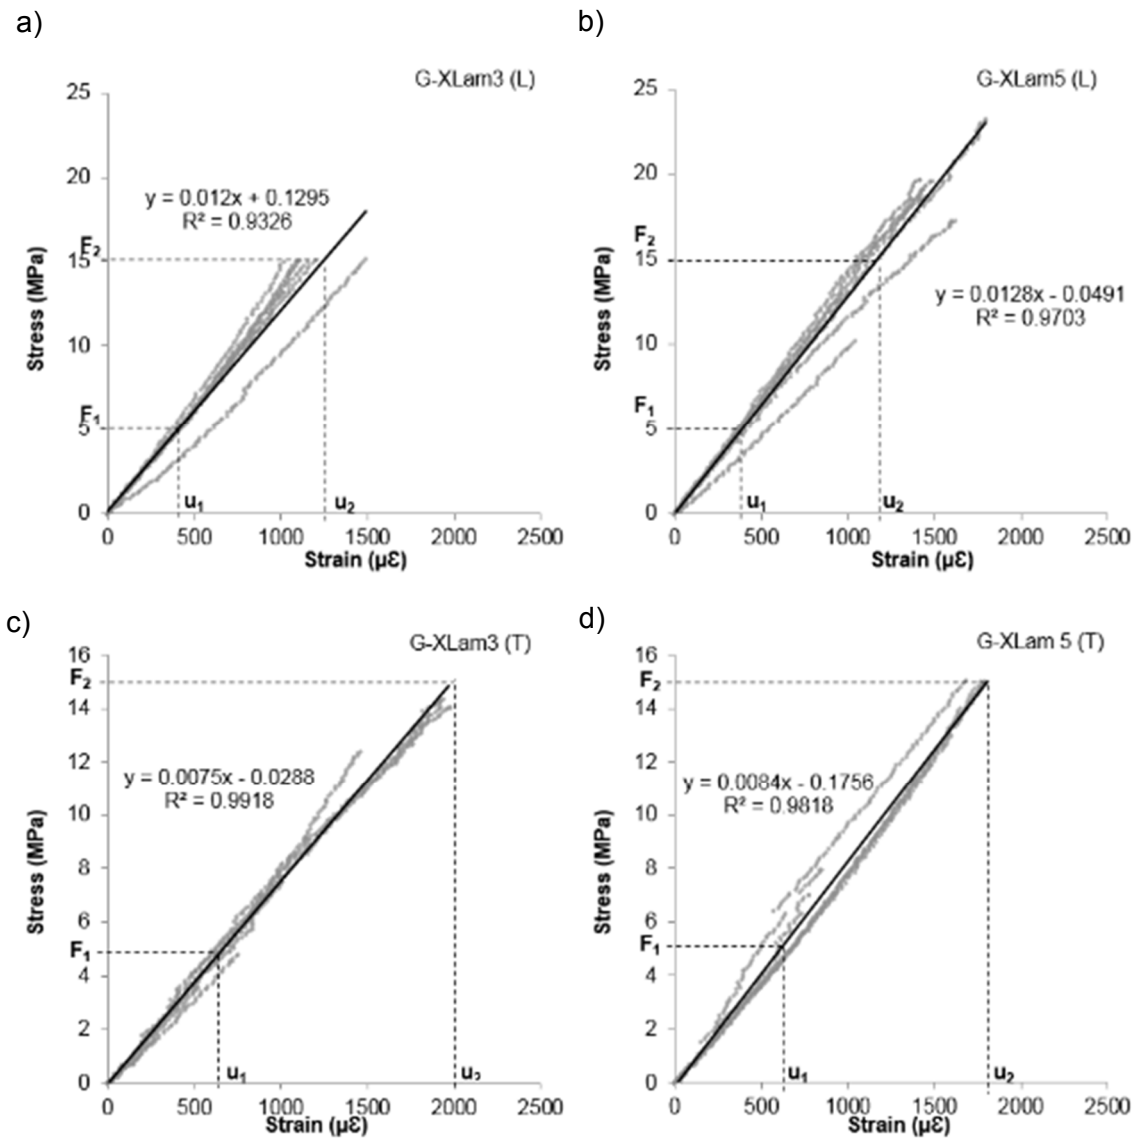 a)
G-XLam3 (L)
25
20
15
10
5
0
F₂
F₁
y = 0.012x + 0.1295
R² = 0.9326
u₁
u₂
0 500 1000 1500 2000 2500
Stress (MPa)
Strain (µƐ)
b)
G-XLam5 (L)
25
20
15
10
5
0
F₂
F₁
y = 0.0128x - 0.0491
R² = 0.9703
u₁
u₂
0 500 1000 1500 2000 2500
Stress (MPa)
Strain (µƐ)
c)
G-XLam3 (T)
16
14
12
10
8
6
4
2
0
F₂
F₁
y = 0.0075x - 0.0288
R² = 0.9918
u₁
u₂
0 500 1000 1500 2000 2500
Stress (MPa)
Strain (µƐ)
d)
G-XLam 5 (T)
16
14
12
10
8
6
4
2
0
F₂
F₁
y = 0.0084x - 0.1756
R² = 0.9818
u₁
u₂
0 500 1000 1500 2000 2500
Stress (MPa)
Strain (µƐ)